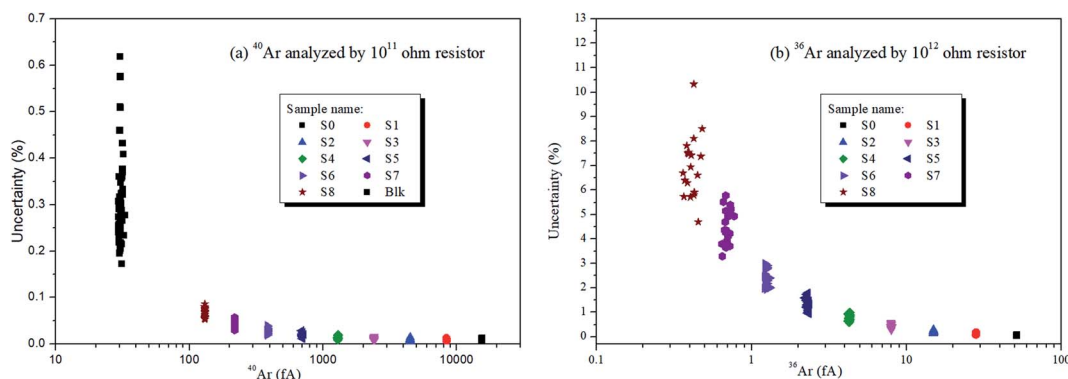 (a) ⁴⁰Ar analyzed by 10¹¹ ohm resistor
Uncertainty (%)
0.7
0.6
0.5
0.4
0.3
0.2
0.1
0.0
Sample name:
S0 S1
S2 S3
S4 S5
S6 S7
S8 Blk
10 100 1000 10000
⁴⁰Ar (fA)
(b) ³⁶Ar analyzed by 10¹² ohm resistor
Uncertainty (%)
13
12
11
10
9
8
7
6
5
4
3
2
1
0
Sample name:
S0 S1
S2 S3
S4 S5
S6 S7
S8
0.1 1 10 100
³⁶Ar (fA)